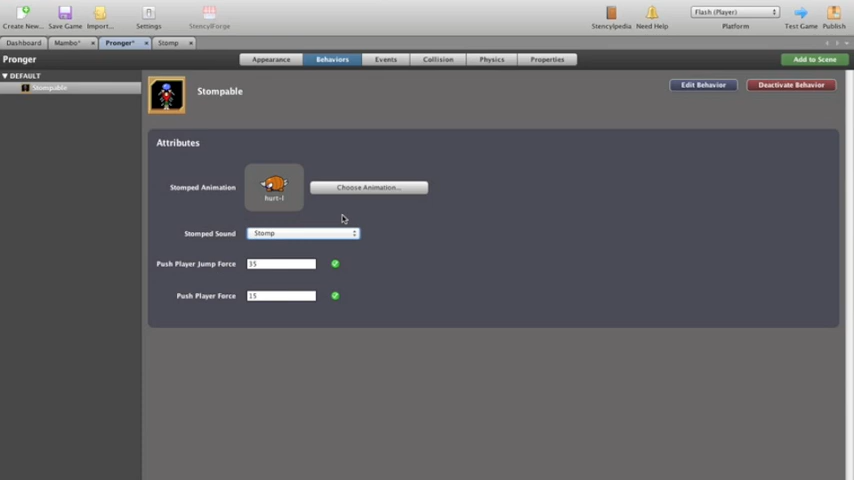 Create New... Save Game Import... Settings StencylForge Stencylpedia Need Help Flash (Player) Platform Test Game Publish
Dashboard Mambo* × Pronger* × Stomp ×
Pronger Appearance Behaviors Events Collision Physics Properties Add to Scene
DEFAULT
Stompable
Stompable Edit Behavior Deactivate Behavior
Attributes
Stomped Animation Choose Animation...
hurt-l
Stomped Sound Stomp
Push Player Jump Force 35
Push Player Force 15